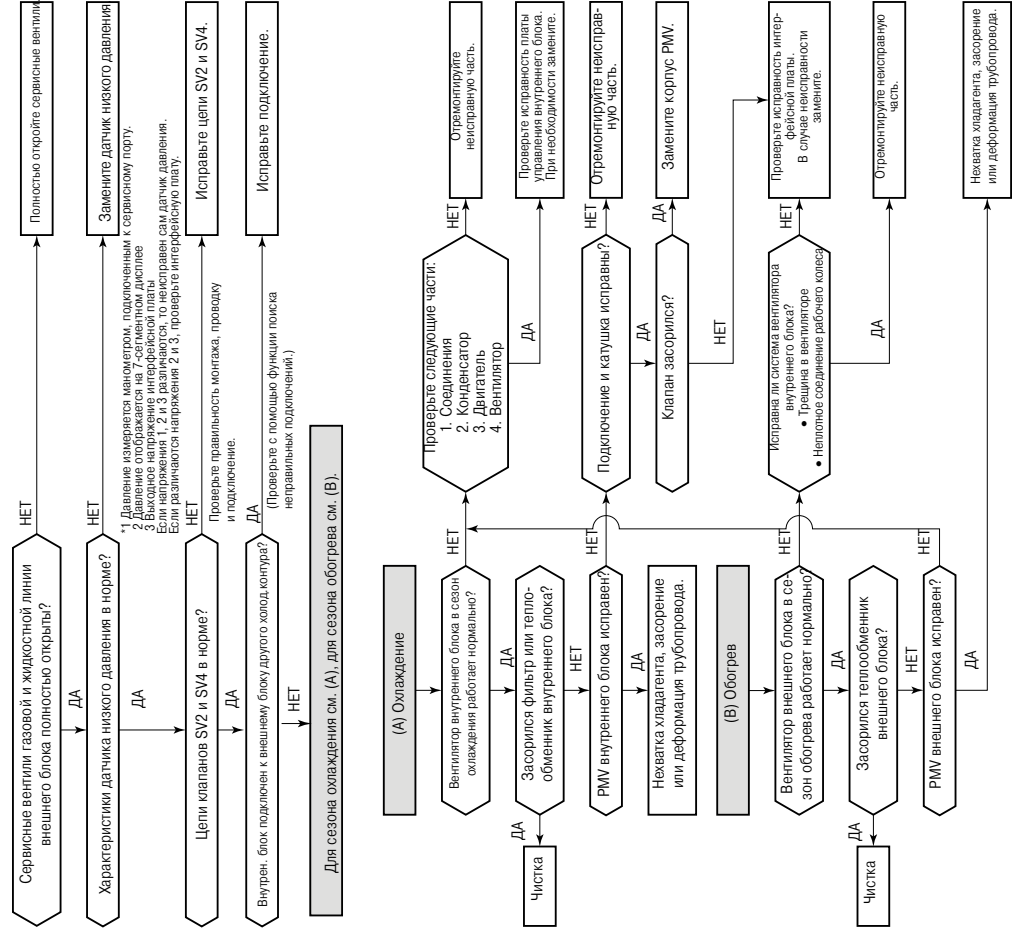 Сервисные вентили газовой и жидкостной линии
внешнего блока полностью открыты?
НЕТ
Полностью откройте сервисные вентили
ДА
Характеристики датчика низкого давления в норме?
НЕТ
Замените датчик низкого давления
*1 Давление измеряется манометром, подключенным к сервисному порту.
2 Давление отображается на 7-сегментном дисплее
3 Выходное напряжение интерфейсной платы
Если напряжения 1, 2 и 3 различаются, то неисправен сам датчик давления.
Если различаются напряжения 2 и 3, проверьте интерфейсную плату.
ДА
Цепи клапанов SV2 и SV4 в норме?
НЕТ
Исправьте цепи SV2 и SV4.
Проверьте правильность монтажа, проводку
и подключение.
ДА
Внутрен. блок подключен к внешнему блоку другого холод.контура?
ДА
Исправьте подключение.
(Проверьте с помощью функции поиска
неправильных подключений.)
НЕТ
Для сезона охлаждения см. (A), для сезона обогрева см. (B).
(A) Охлаждение
Вентилятор внутреннего блока в сезон
охлаждения работает нормально?
НЕТ
Проверьте следующие части:
1. Соединения
2. Конденсатор
3. Двигатель
4. Вентилятор
НЕТ
Отремонтируйте
неисправную часть.
ДА
Проверьте исправность платы
управления внутреннего блока.
При необходимости замените.
ДА
Засорился фильтр или тепло-
обменник внутреннего блока?
ДА
Чистка
НЕТ
PMV внутреннего блока исправен?
НЕТ
Подключение и катушка исправны?
НЕТ
Отремонтируйте неисправ-
ную часть.
ДА
Клапан засорился?
ДА
Замените корпус PMV.
НЕТ
ДА
Нехватка хладагента, засорение
или деформация трубопровода.
(B) Обогрев
Вентилятор внешнего блока в се-
зон обогрева работает нормально?
НЕТ
Исправна ли система вентилятора
внутреннего блока?
● Трещина в вентиляторе
● Неплотное соединение рабочего колеса
НЕТ
Проверьте исправность интер-
фейсной платы.
В случае неисправности
замените.
ДА
Отремонтируйте неисправную
часть.
ДА
Засорился теплообменник
внешнего блока?
ДА
Чистка
НЕТ
PMV внешнего блока исправен?
НЕТ
ДА
Нехватка хладагента, засорение
или деформация трубопровода.